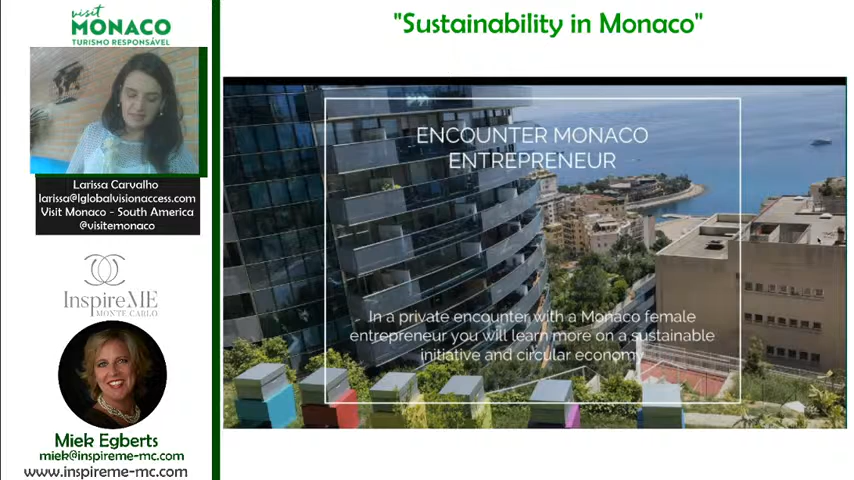 visit
MONACO
TURISMO RESPONSÁVEL
Larissa Carvalho
larissa@lglobalvisionaccess.com
Visit Monaco - South America
@visitemonaco
InspireME
MONTE CARLO
Miek Egberts
miek@inspireme-mc.com
www.inspireme-mc.com
"Sustainability in Monaco"
ENCOUNTER MONACO
ENTREPRENEUR
In a private encounter with a Monaco female
entrepreneur you will learn more on a sustainable
initiative and circular economy